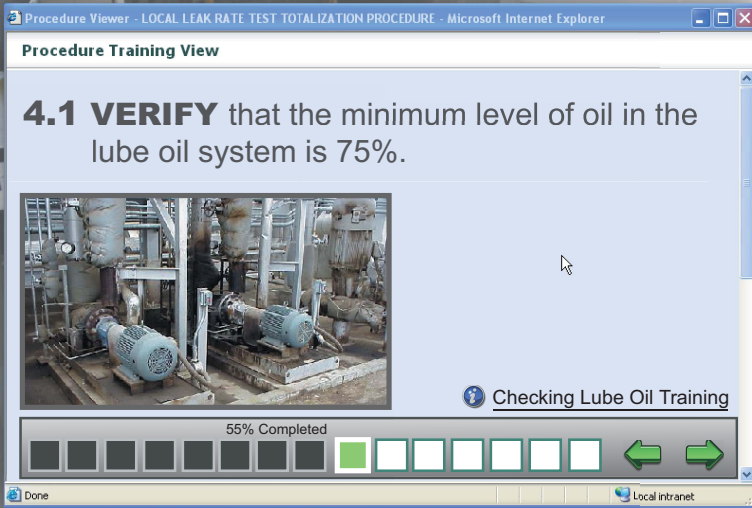 Procedure Viewer - LOCAL LEAK RATE TEST TOTALIZATION PROCEDURE - Microsoft Internet Explorer
Procedure Training View
4.1 VERIFY that the minimum level of oil in the
lube oil system is 75%.
Checking Lube Oil Training
55% Completed
Done
Local intranet